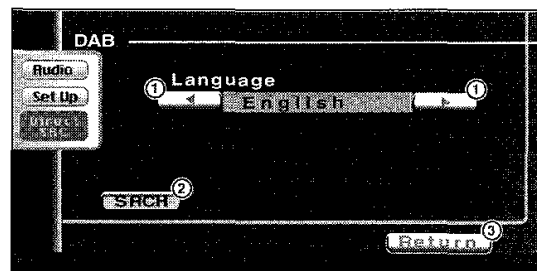 DAB
Audio
Language
① ◀ English ▶ ①
Set Up
SRCH ②
Return ③